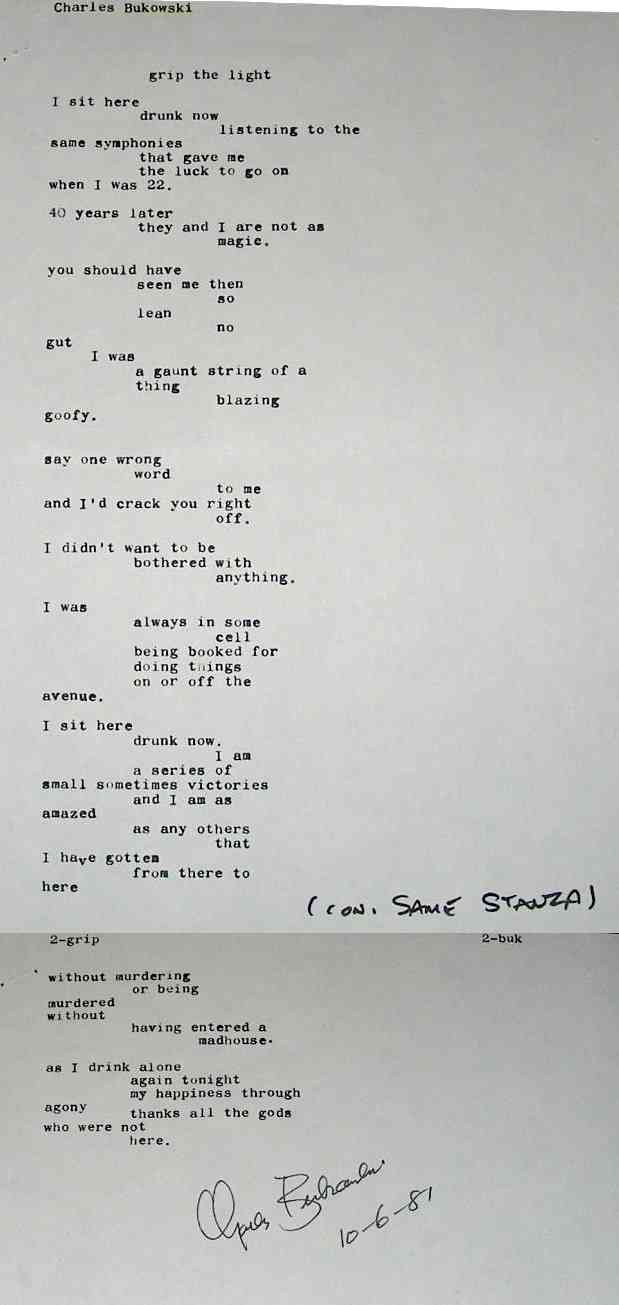 Charles Bukowski
grip the light
I sit here
drunk now
listening to the
same symphonies
that gave me
the luck to go on
when I was 22.
40 years later
they and I are not as
magic.
you should have
seen me then
so
lean
no
gut
I was
a gaunt string of a
thing
blazing
goofy.
say one wrong
word
to me
and I'd crack you right
off.
I didn't want to be
bothered with
anything.
I was
always in some
cell
being booked for
doing things
on or off the
avenue.
I sit here
drunk now.
I am
a series of
small sometimes victories
and I am as
amazed
as any others
that
I have gotten
from there to
here
(CON. SAME STANZA)
2-grip 2-buk
without murdering
or being
murdered
without
having entered a
madhouse.
as I drink alone
again tonight
my happiness through
agony
thanks all the gods
who were not
here.
Charles Bukowski
10-6-81